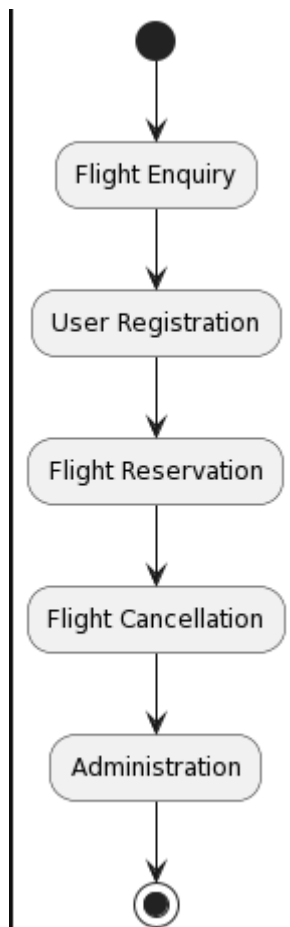 Flight Enquiry
User Registration
Flight Reservation
Flight Cancellation
Administration